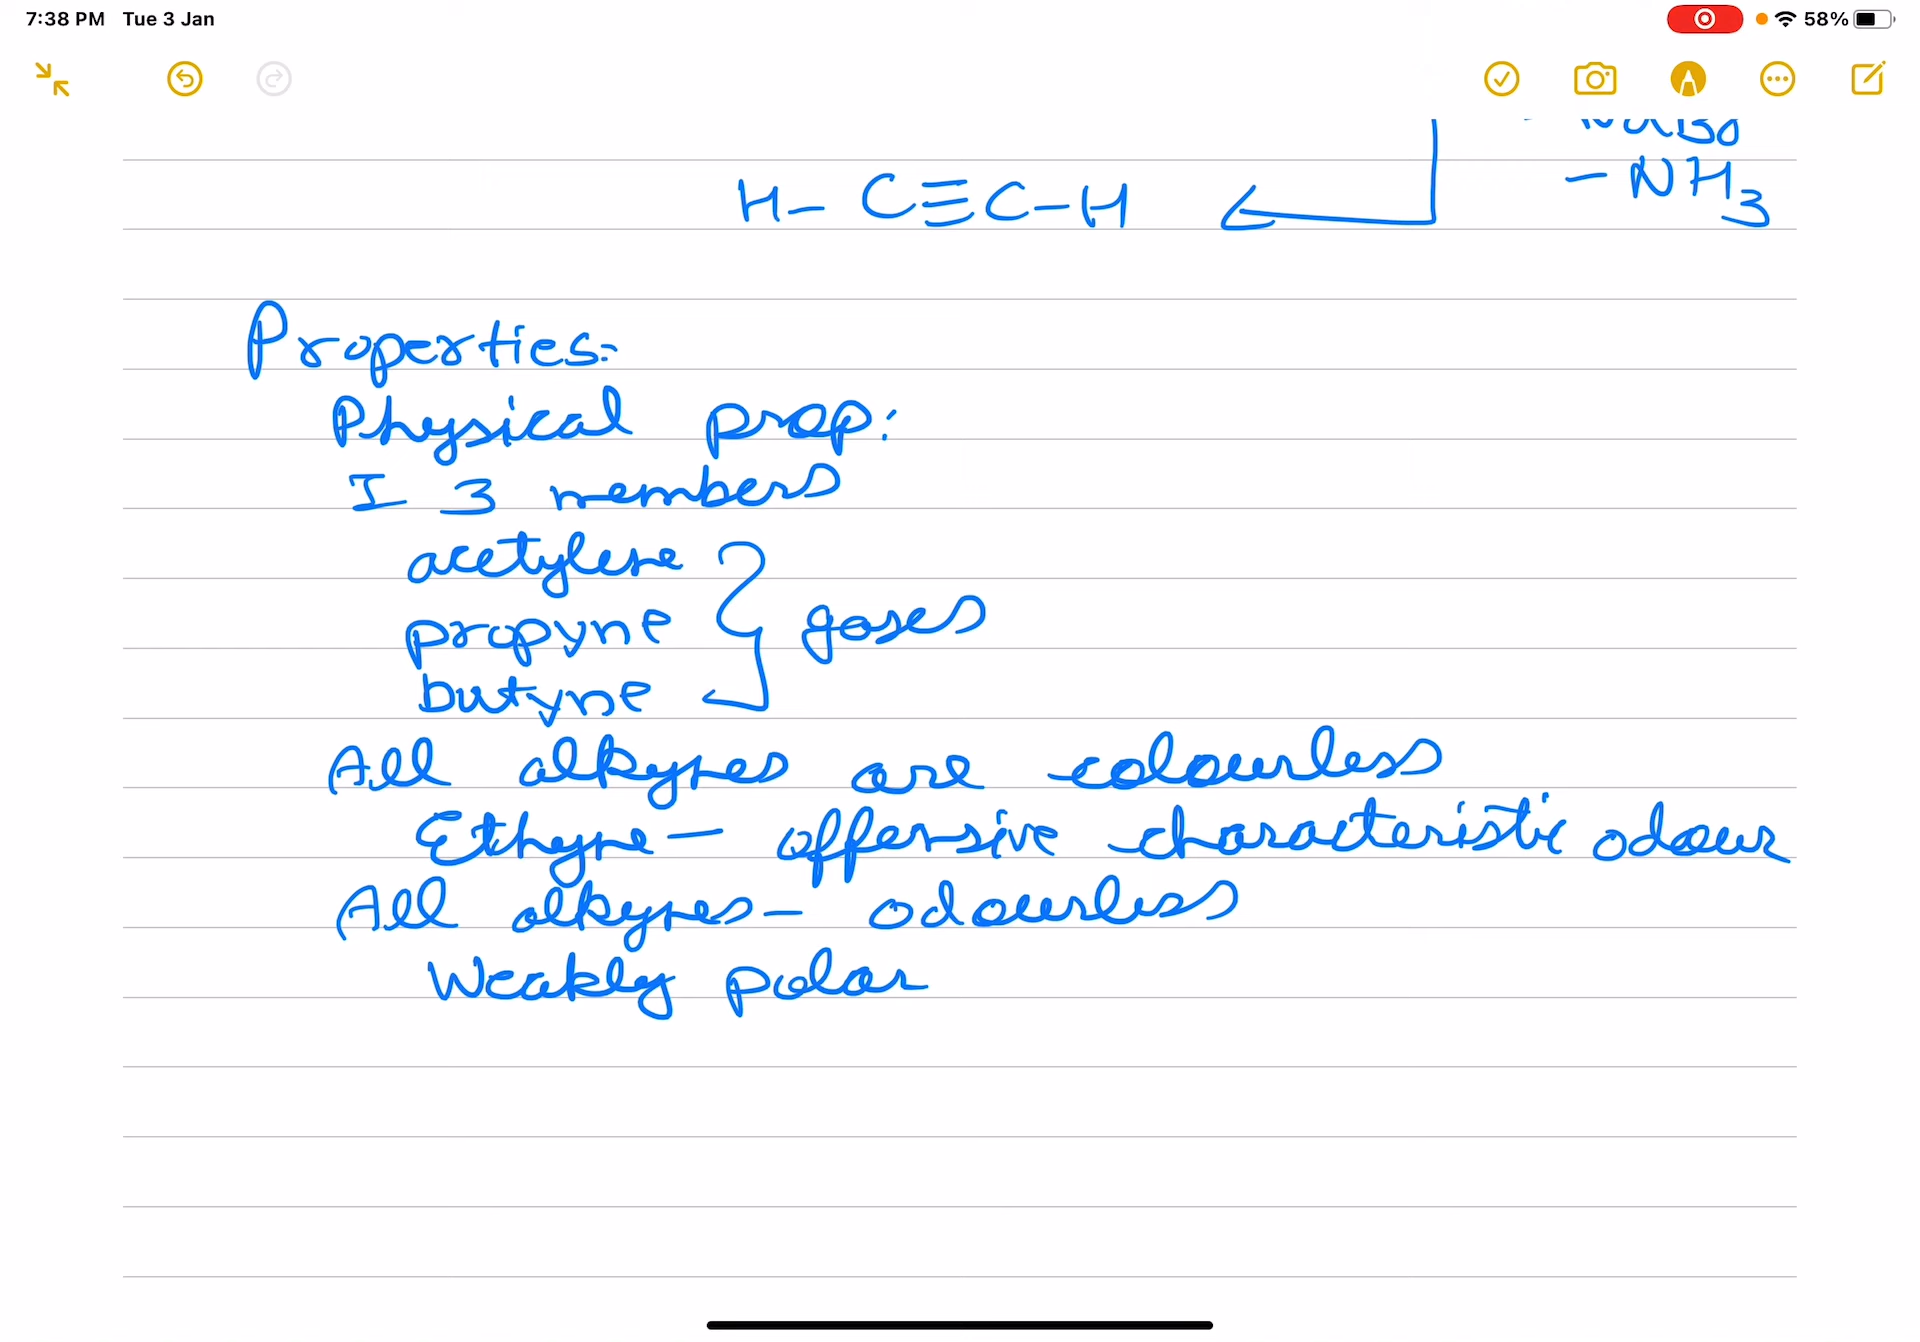 7:38 PM Tue 3 Jan 58%
- NH3
H - C≡C-H
Properties:-
Physical prop:
I 3 members
acetylene
propyne
gases
butyne
All alkynes are colourless
Ethyne - offensive characteristic odour
All alkynes - odourless
Weakly polar